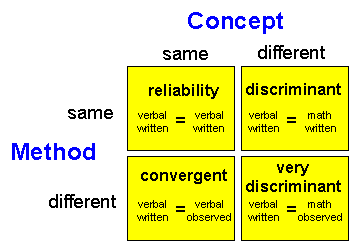 Concept
same different
same
reliability
verbal written = verbal written
discriminant
verbal written = math written
Method
different
convergent
verbal written = verbal observed
very discriminant
verbal written = math observed